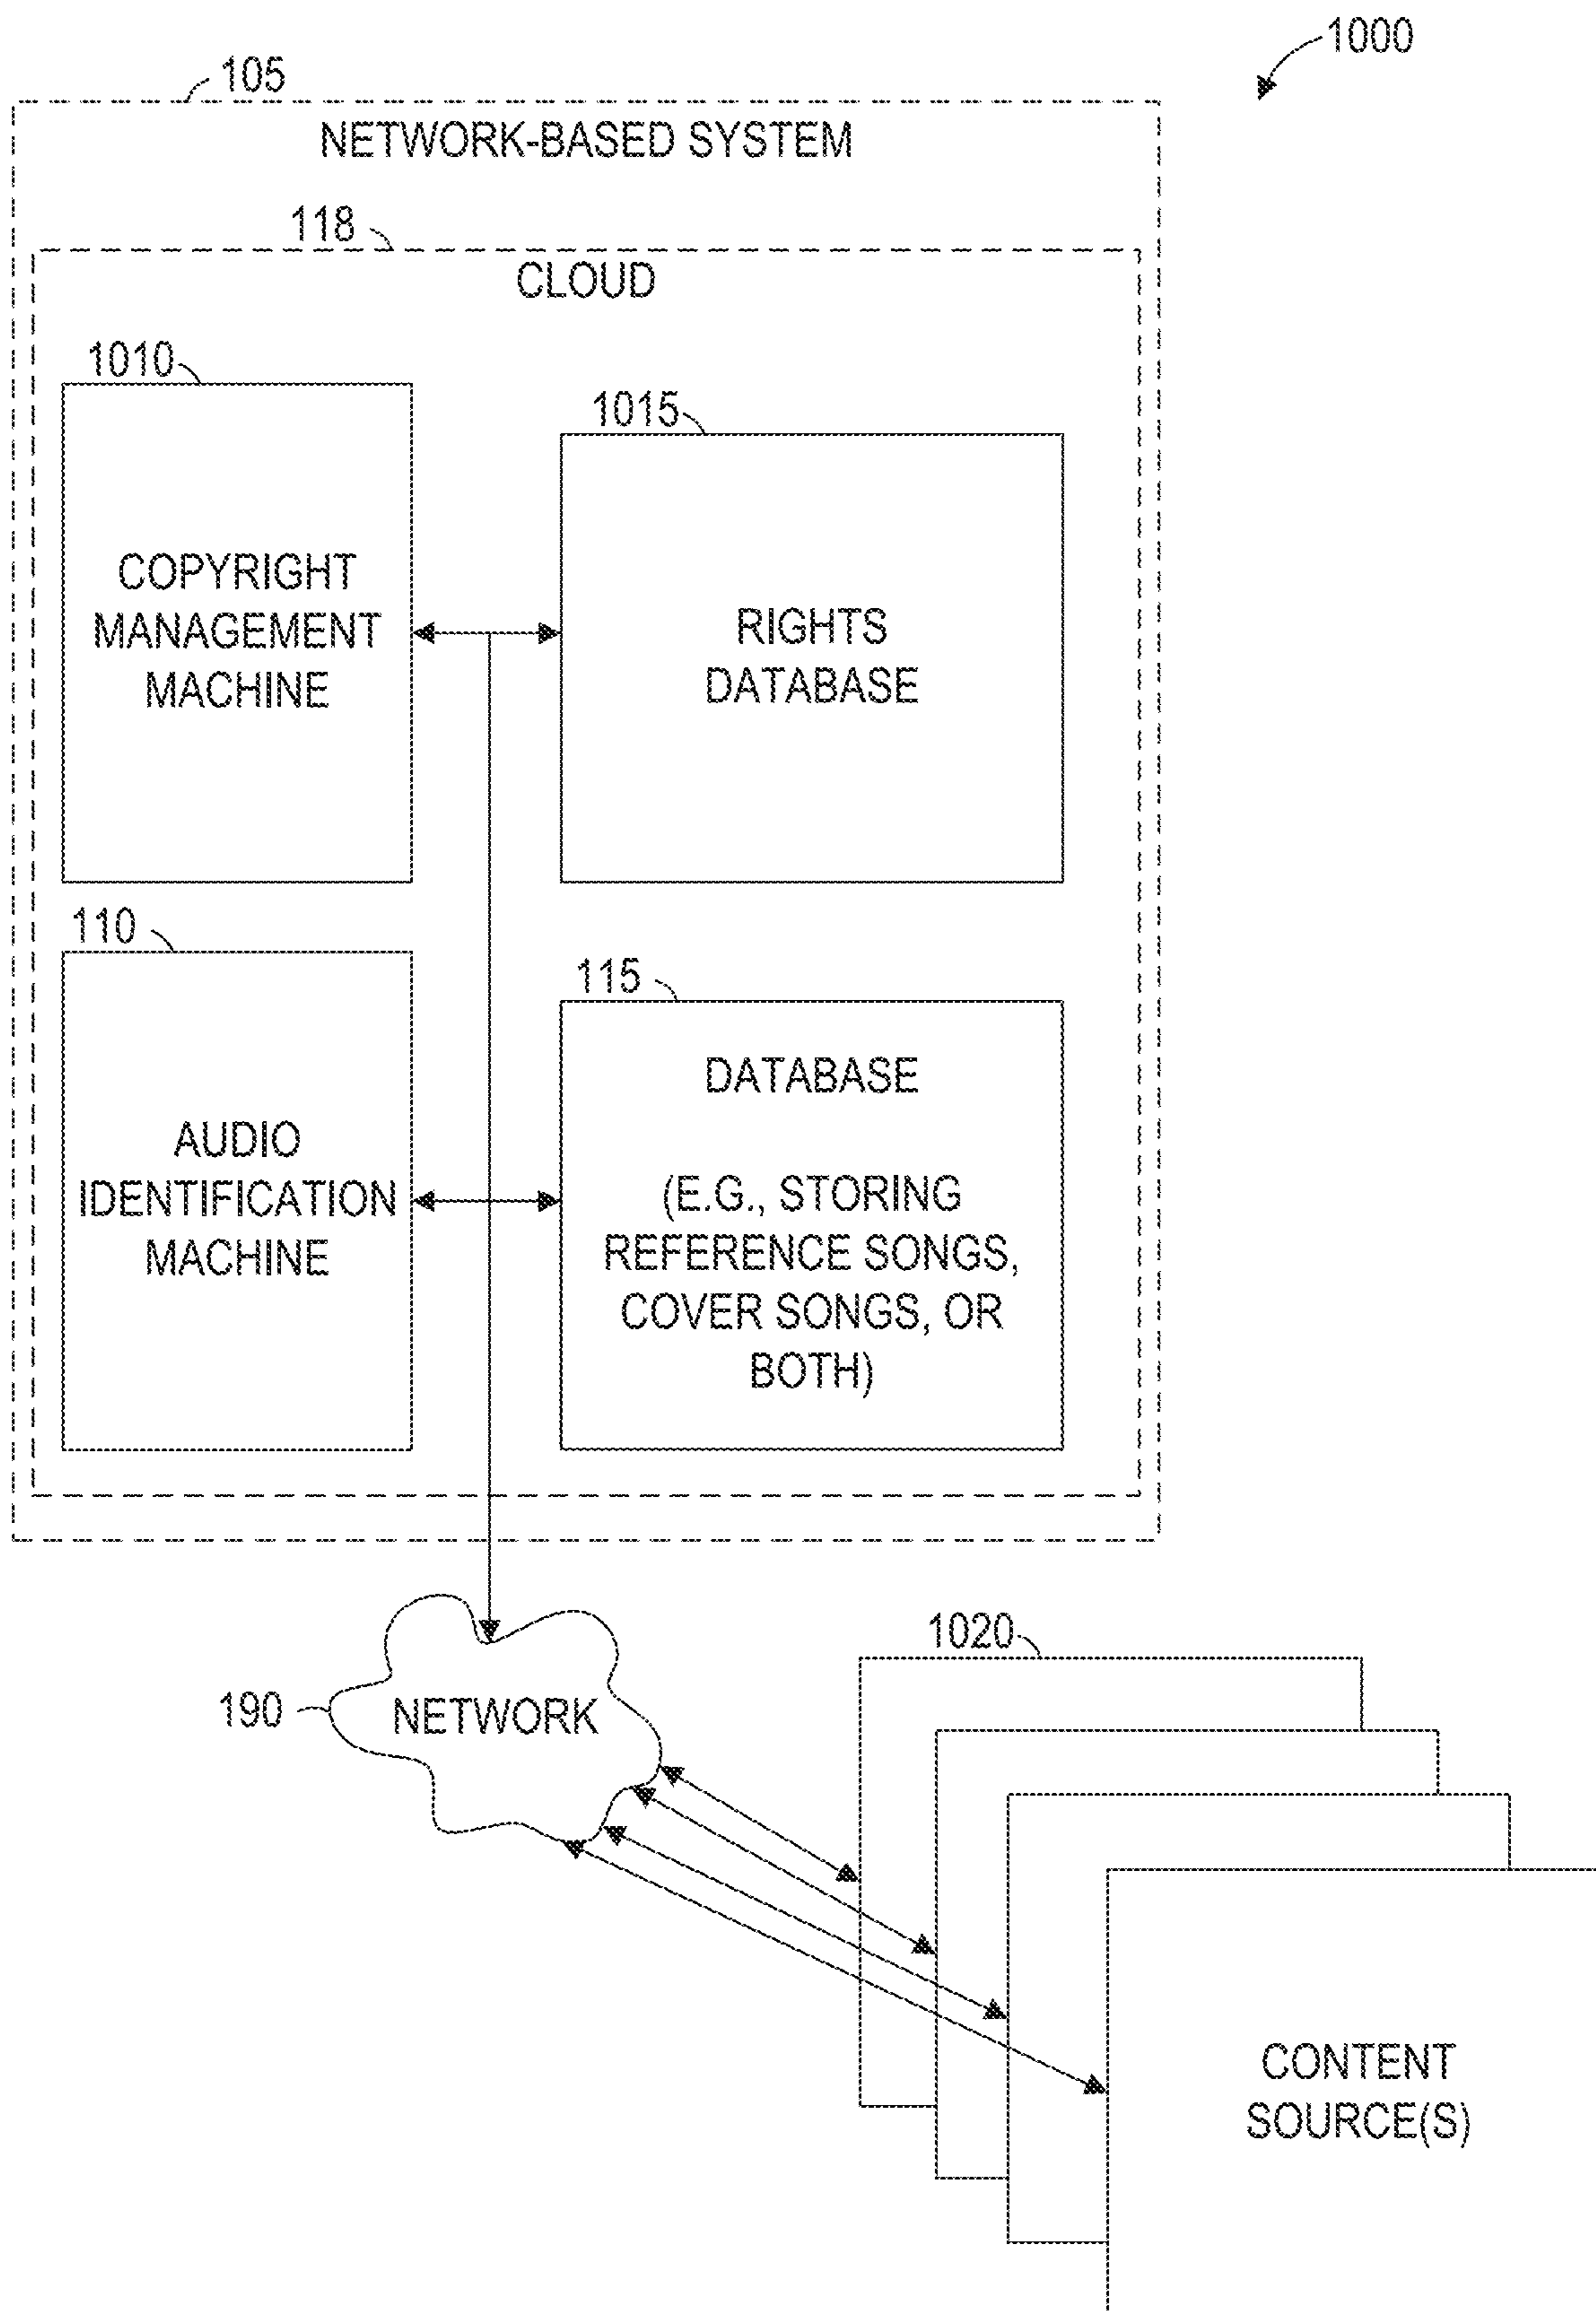 1000
105
NETWORK-BASED SYSTEM
118
CLOUD
1010
COPYRIGHT
MANAGEMENT
MACHINE
1015
RIGHTS
DATABASE
110
AUDIO
IDENTIFICATION
MACHINE
115
DATABASE
(E.G., STORING
REFERENCE SONGS,
COVER SONGS, OR
BOTH)
190
NETWORK
1020
CONTENT
SOURCE(S)